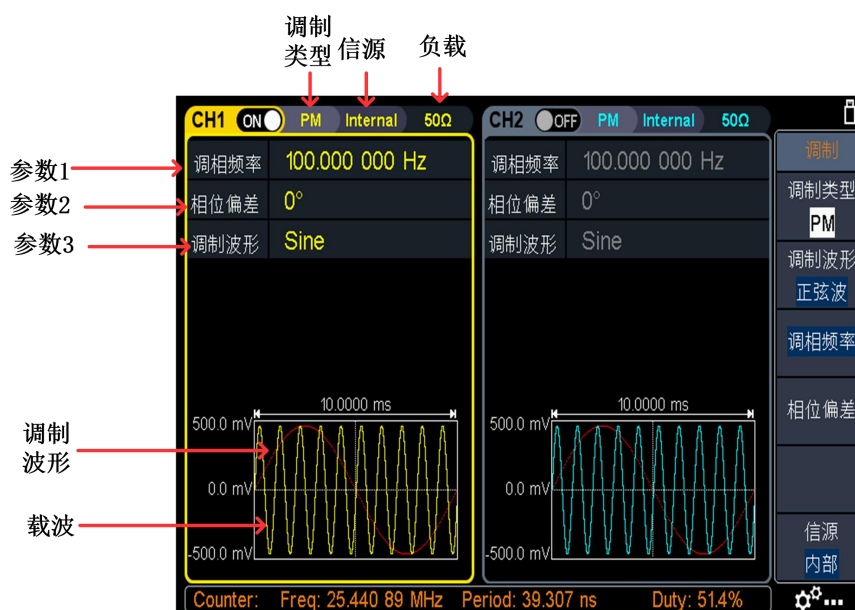 调制
类型
信源
负载
CH1 ON PM Internal 50Ω
CH2 OFF PM Internal 50Ω
调制
参数1
调相频率 100.000 000 Hz
调相频率 100.000 000 Hz
参数2
相位偏差 0°
相位偏差 0°
参数3
调制波形 Sine
调制波形 Sine
调制类型
PM
调制波形
正弦波
调相频率
相位偏差
信源
内部
10.0000 ms
500.0 mV
0.0 mV
-500.0 mV
10.0000 ms
500.0 mV
0.0 mV
-500.0 mV
调制
波形
载波
Counter: Freq: 25.440 89 MHz Period: 39.307 ns Duty: 51.4%